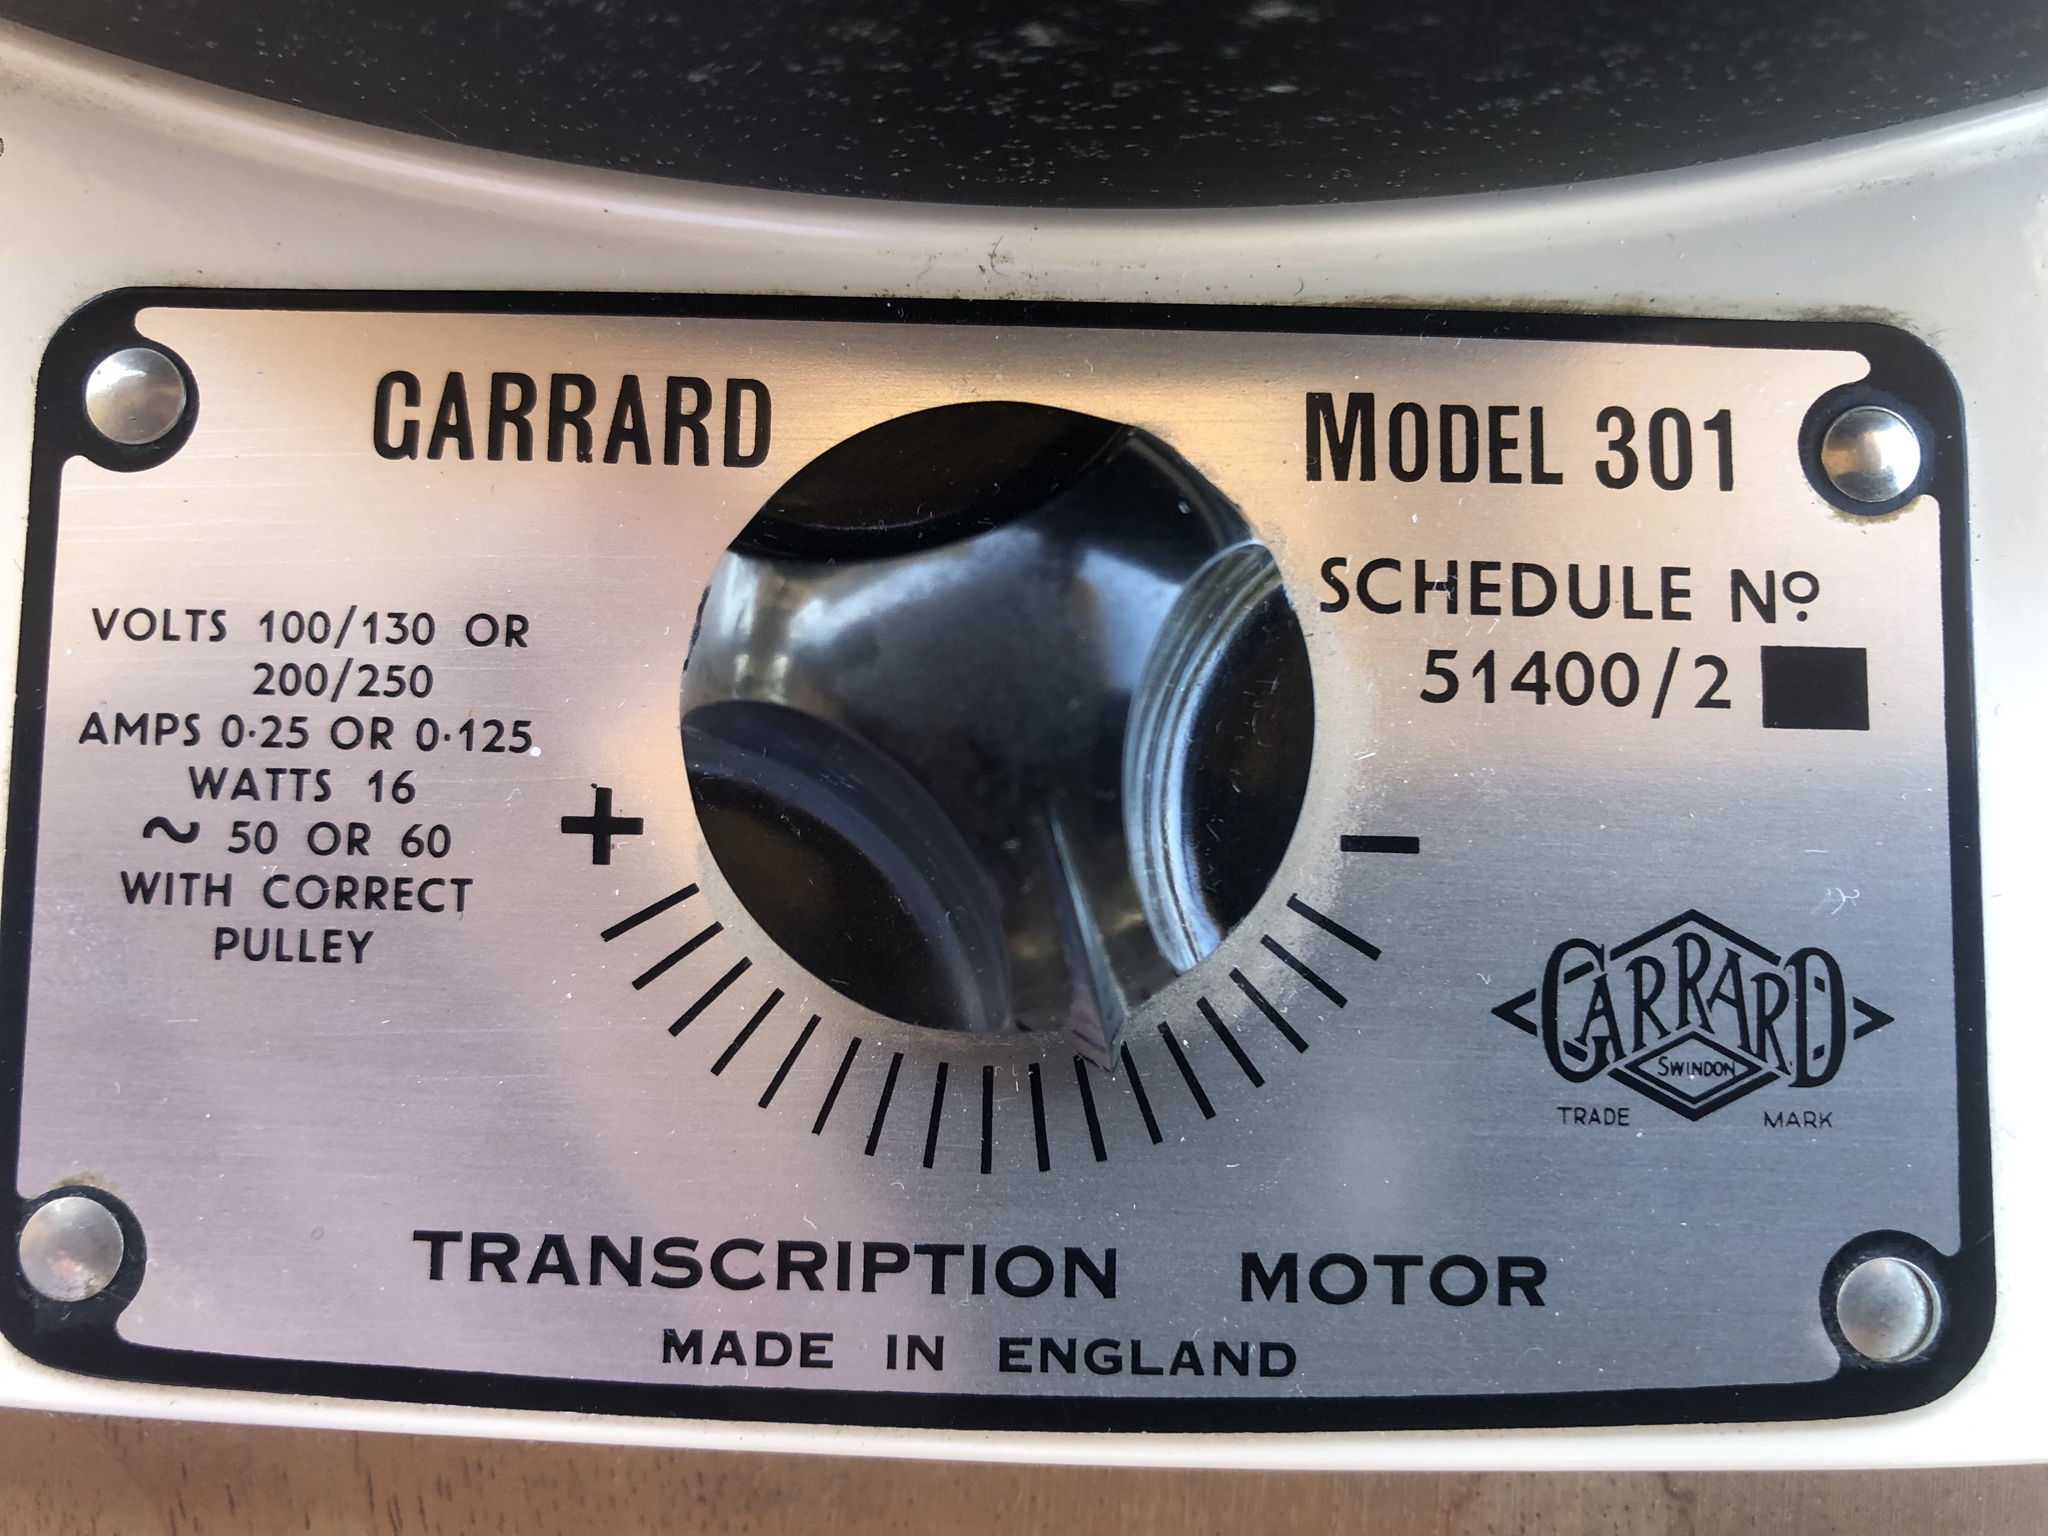 GARRARD
MODEL 301
SCHEDULE Nº
51400/2
VOLTS 100/130 OR
200/250
AMPS 0·25 OR 0·125
WATTS 16
~ 50 OR 60
WITH CORRECT
PULLEY
+
−
GARRARD
SWINDON
TRADE MARK
TRANSCRIPTION MOTOR
MADE IN ENGLAND